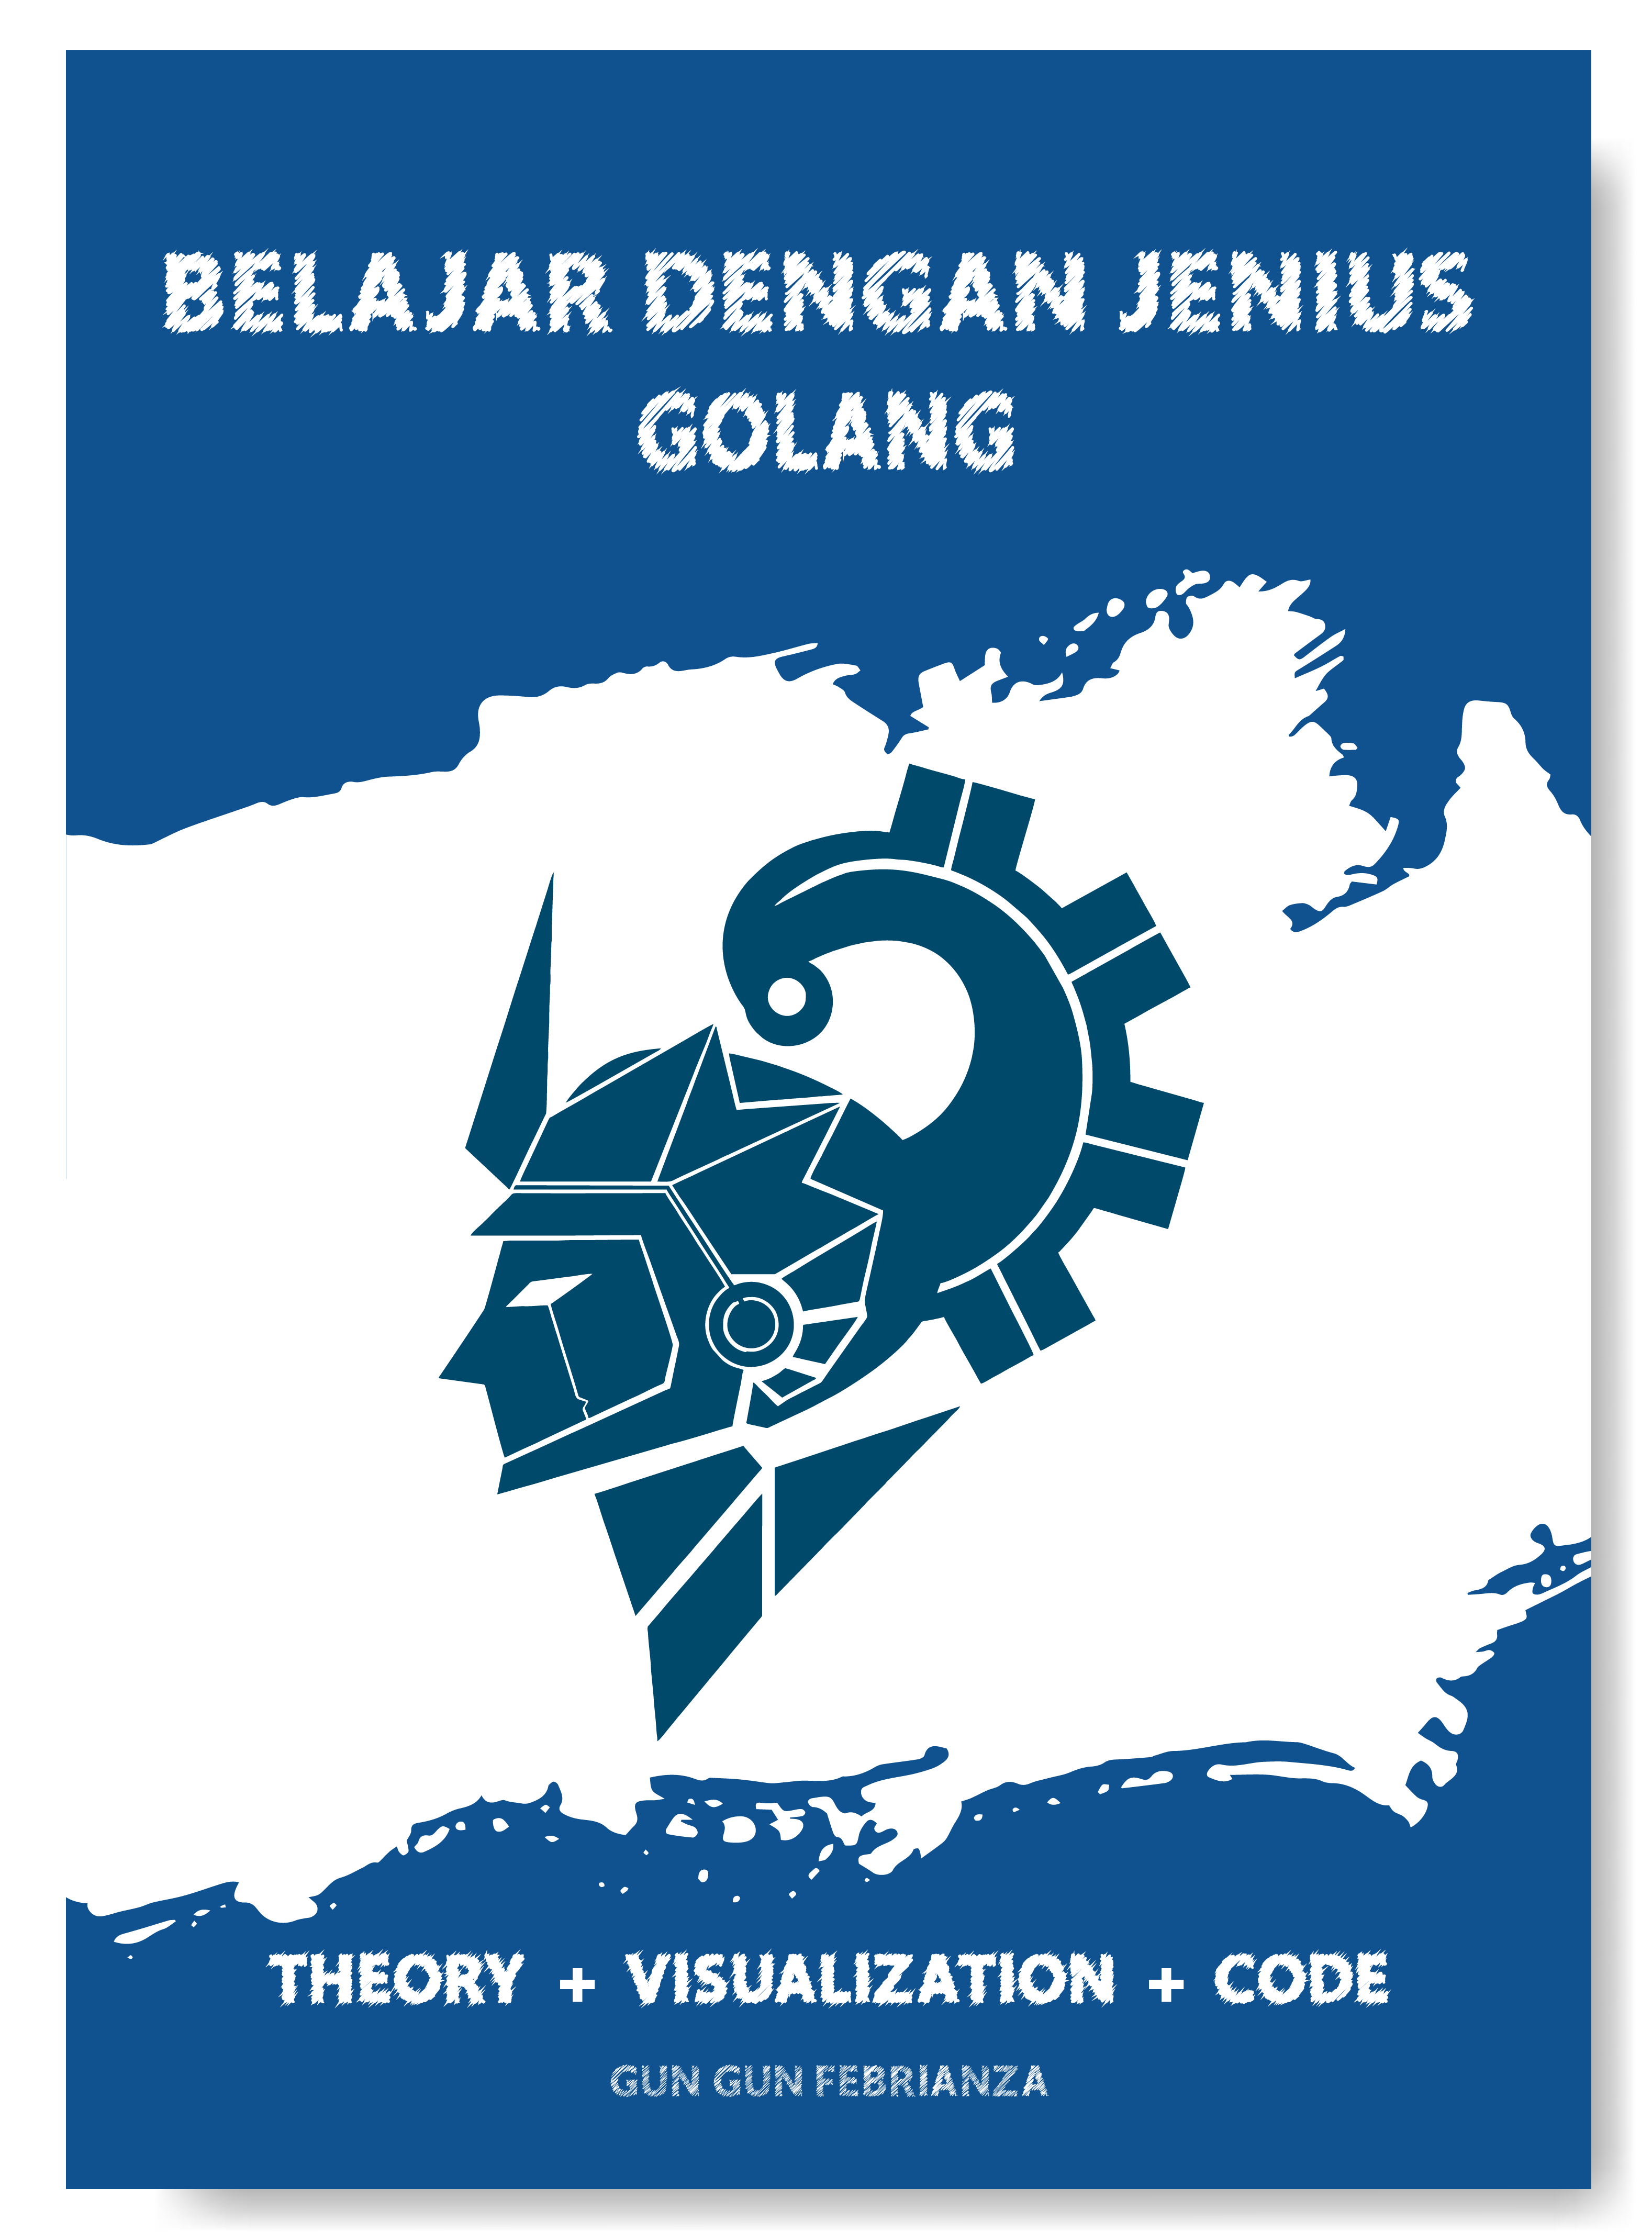 BELAJAR DENGAN JENIUS
GOLANG
THEORY + VISUALIZATION + CODE
GUN GUN FEBRIANZA